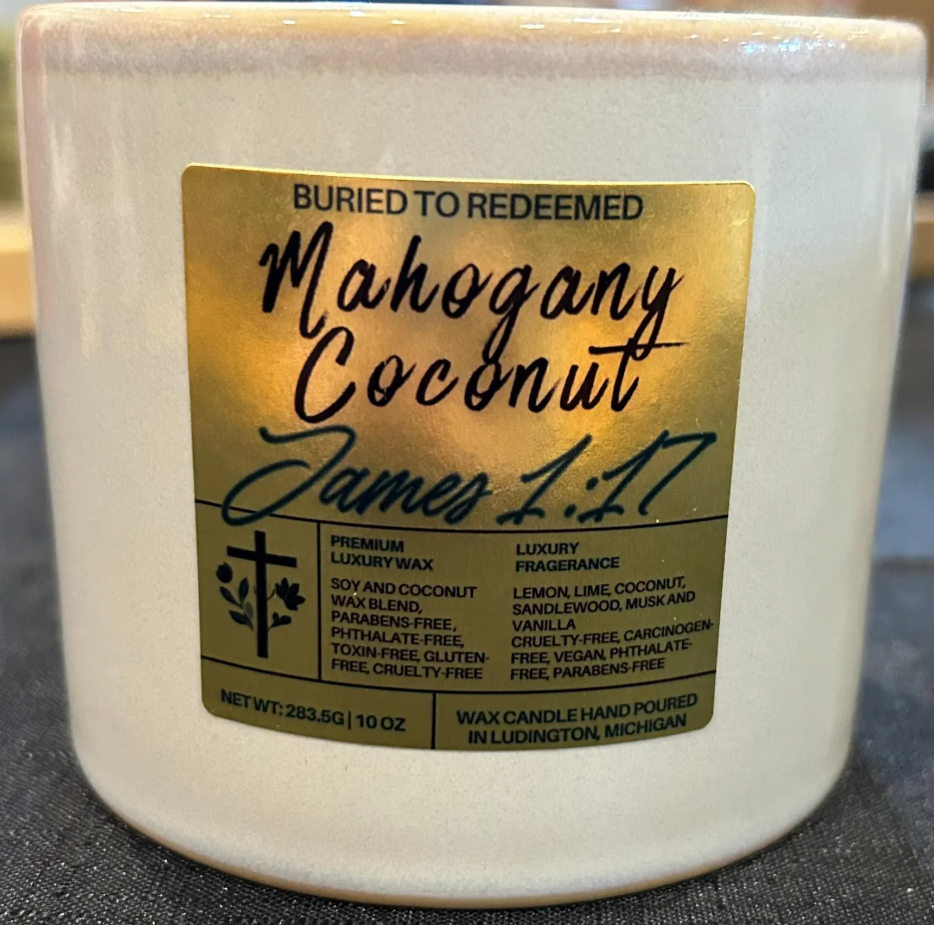 BURIED TO REDEEMED
Mahogany
Coconut
James 1:17
PREMIUM
LUXURY WAX
SOY AND COCONUT
WAX BLEND,
PARABENS-FREE,
PHTHALATE-FREE,
TOXIN-FREE, GLUTEN-
FREE, CRUELTY-FREE
LUXURY
FRAGERANCE
LEMON, LIME, COCONUT,
SANDLEWOOD, MUSK AND
VANILLA
CRUELTY-FREE, CARCINOGEN-
FREE, VEGAN, PHTHALATE-
FREE, PARABENS-FREE
NET WT: 283.5G | 10 OZ
WAX CANDLE HAND POURED
IN LUDINGTON, MICHIGAN